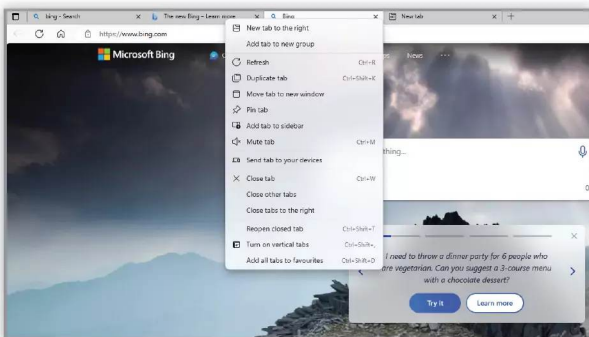 bing - Search
The new Bing – Learn more
Bing
New tab
https://www.bing.com
Microsoft Bing
News
New tab to the right
Add tab to new group
Refresh Ctrl+R
Duplicate tab Ctrl+Shift+K
Move tab to new window
Pin tab
Add tab to sidebar
Mute tab Ctrl+M
Send tab to your devices
Close tab Ctrl+W
Close other tabs
Close tabs to the right
Reopen closed tab Ctrl+Shift+T
Turn on vertical tabs Ctrl+Shift+,
Add all tabs to favourites Ctrl+Shift+D
thing...
I need to throw a dinner party for 6 people who
are vegetarian. Can you suggest a 3-course menu
with a chocolate dessert?
Try it
Learn more